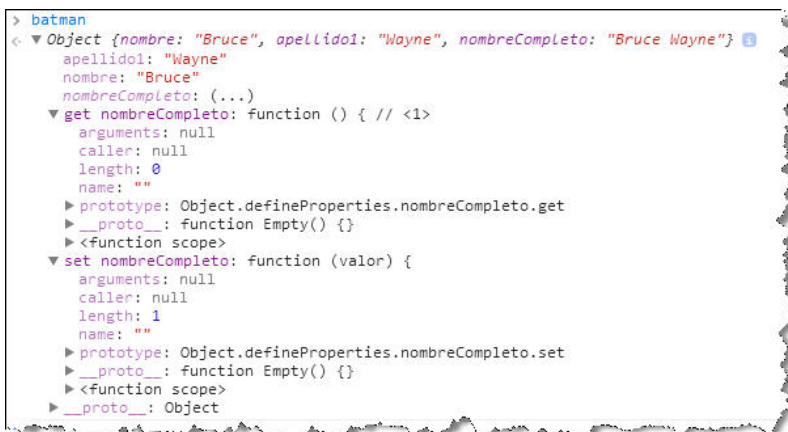 > batman
< ▼ Object {nombre: "Bruce", apellido1: "Wayne", nombreCompleto: "Bruce Wayne"} i
apellido1: "Wayne"
nombre: "Bruce"
nombreCompleto: (...)
▼ get nombreCompleto: function () { // <1>
arguments: null
caller: null
length: 0
name: ""
▶ prototype: Object.defineProperties.nombreCompleto.get
▶ __proto__: function Empty() {}
▶ <function scope>
▼ set nombreCompleto: function (valor) {
arguments: null
caller: null
length: 1
name: ""
▶ prototype: Object.defineProperties.nombreCompleto.set
▶ __proto__: function Empty() {}
▶ <function scope>
▶ __proto__: Object